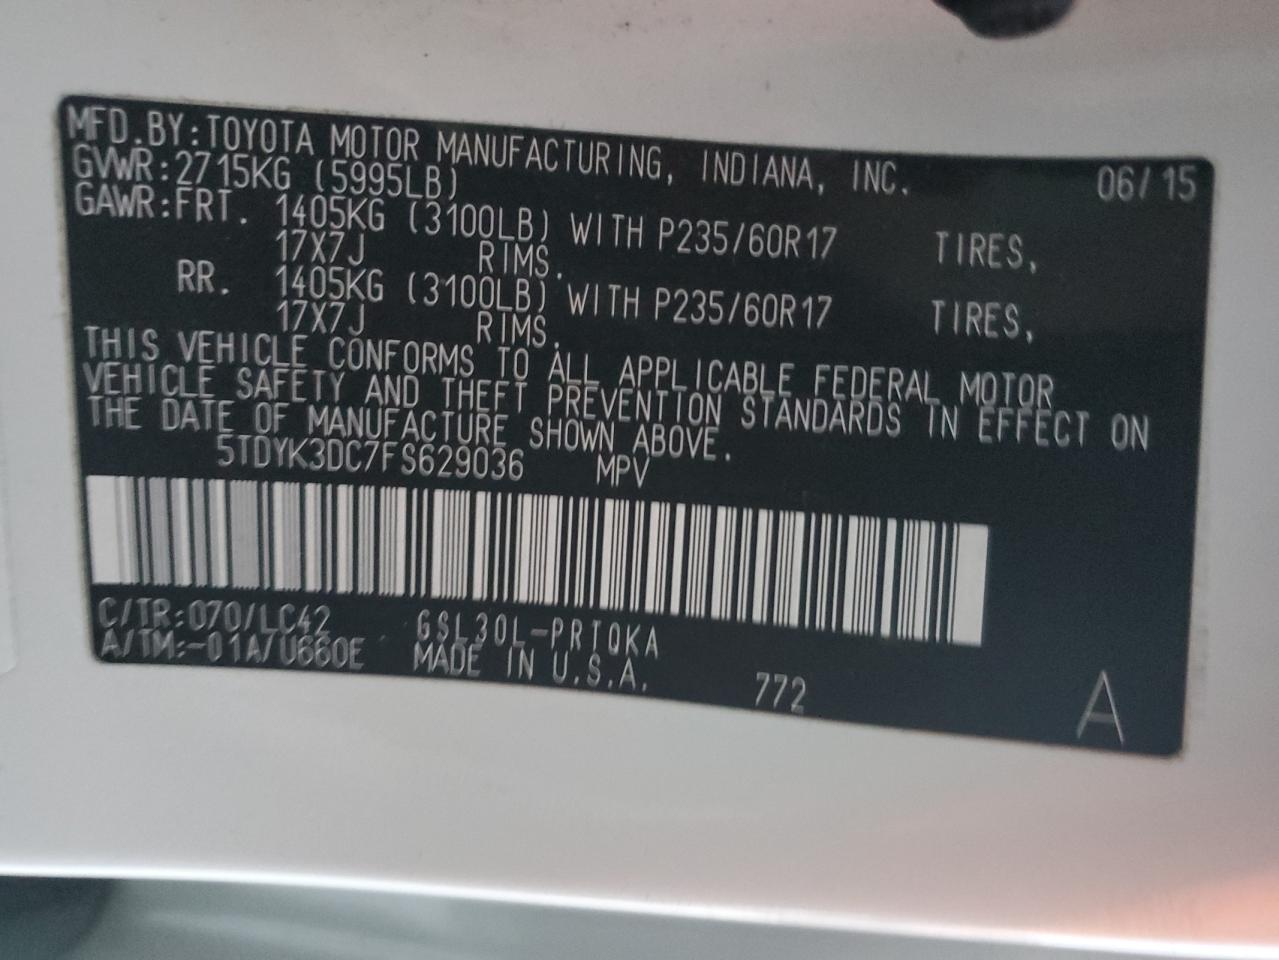 MFD.BY:TOYOTA MOTOR MANUFACTURING, INDIANA, INC. 06/15
GVWR:2715KG (5995LB)
GAWR:FRT. 1405KG (3100LB) WITH P235/60R17 TIRES,
17X7J RIMS.
RR. 1405KG (3100LB) WITH P235/60R17 TIRES,
17X7J RIMS.
THIS VEHICLE CONFORMS TO ALL APPLICABLE FEDERAL MOTOR
VEHICLE SAFETY AND THEFT PREVENTION STANDARDS IN EFFECT ON
THE DATE OF MANUFACTURE SHOWN ABOVE.
5TDYK3DC7FS629036 MPV
C/TR:070/LC42 GSL30L-PRTQKA
A/TM:-01A/U660E MADE IN U.S.A. 772 A